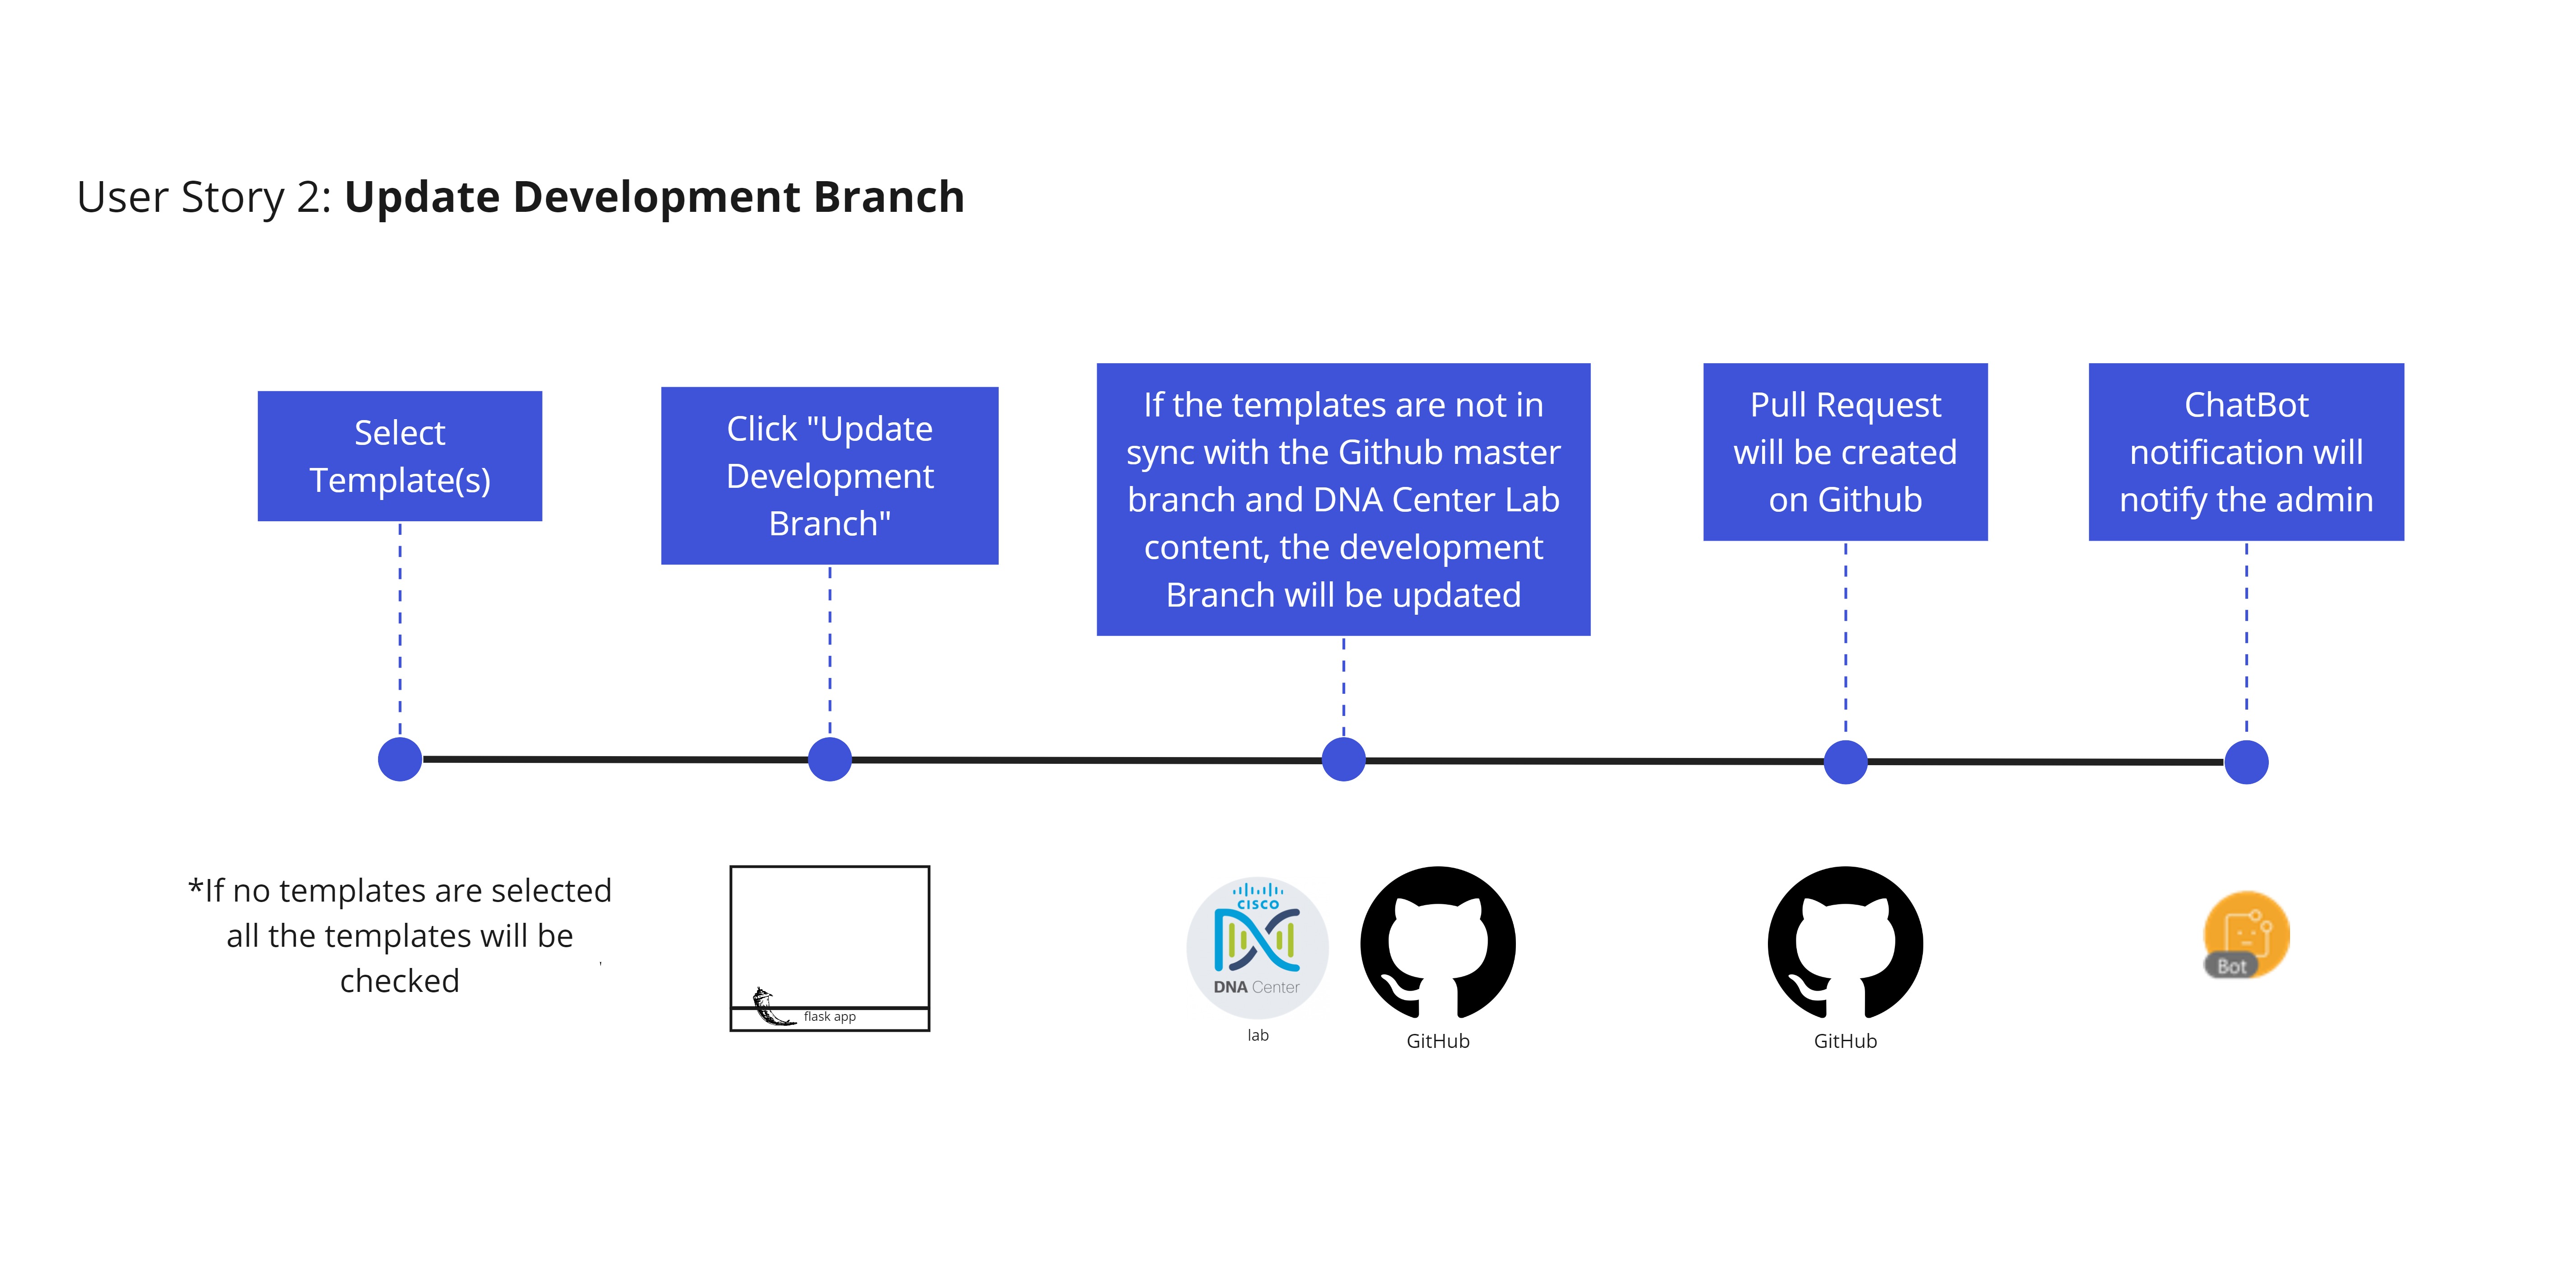 User Story 2: Update Development Branch
Select
Template(s)
Click "Update
Development
Branch"
If the templates are not in
sync with the Github master
branch and DNA Center Lab
content, the development
Branch will be updated
Pull Request
will be created
on Github
ChatBot
notification will
notify the admin
*If no templates are selected
all the templates will be
checked
,
flask app
CISCO
DNA Center
lab
GitHub
GitHub
Bot